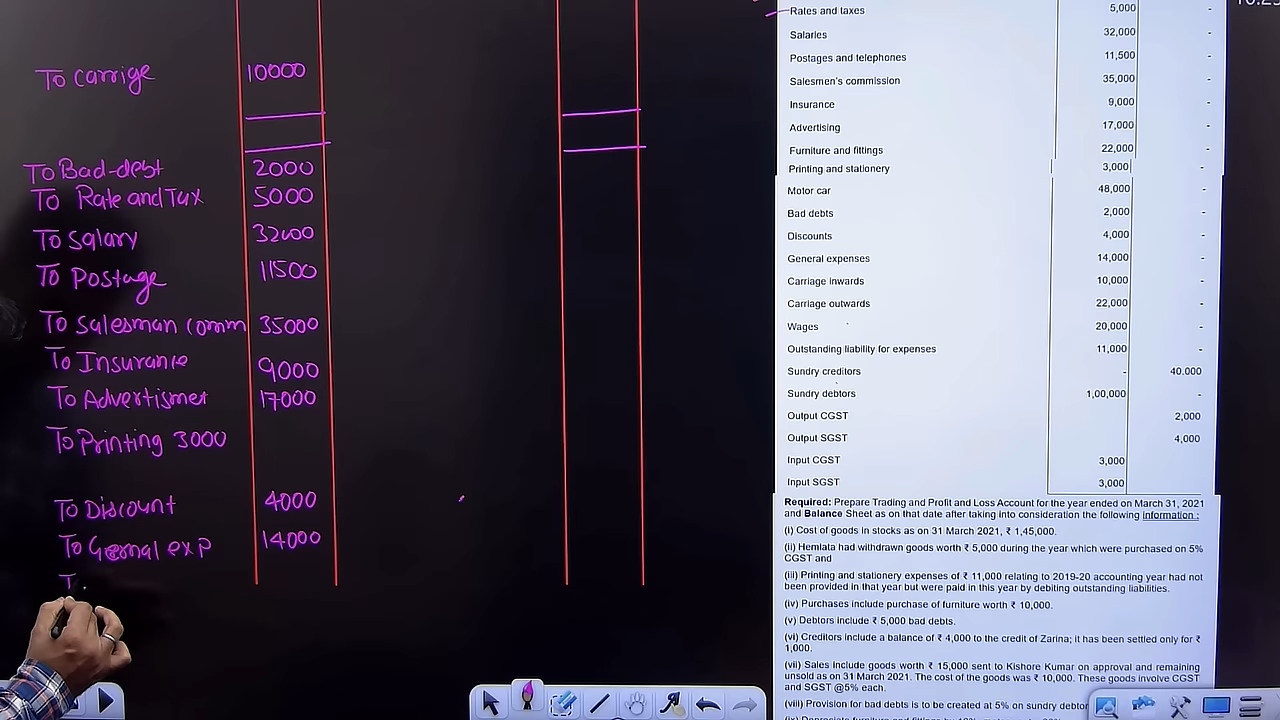 To Carrige 10000
To Bad-debt 2000
To Rate and Tax 5000
To Salary 32000
To Postage 11500
To Salesman Comm 35000
To Insurance 9000
To Advertismet 17000
To Printing 3000
To Discount 4000
To Gernal exp 14000
T
Rates and taxes 5,000 -
Salaries 32,000 -
Postages and telephones 11,500 -
Salesmen's commission 35,000 -
Insurance 9,000 -
Advertising 17,000 -
Furniture and fittings 22,000 -
Printing and stationery 3,000 -
Motor car 48,000 -
Bad debts 2,000 -
Discounts 4,000 -
General expenses 14,000 -
Carriage inwards 10,000 -
Carriage outwards 22,000 -
Wages 20,000 -
Outstanding liability for expenses 11,000 -
Sundry creditors - 40.000
Sundry debtors 1,00,000 -
Output CGST 2,000
Output SGST 4,000
Input CGST 3,000
Input SGST 3,000
Required: Prepare Trading and Profit and Loss Account for the year ended on March 31, 2021
and Balance Sheet as on that date after taking into consideration the following information :
(i) Cost of goods in stocks as on 31 March 2021, ₹ 1,45,000.
(ii) Hemlata had withdrawn goods worth ₹ 5,000 during the year which were purchased on 5%
CGST and
(iii) Printing and stationery expenses of ₹ 11,000 relating to 2019-20 accounting year had not
been provided in that year but were paid in this year by debiting outstanding liabilities.
(iv) Purchases include purchase of furniture worth ₹ 10,000.
(v) Debtors include ₹ 5,000 bad debts.
(vi) Creditors include a balance of ₹ 4,000 to the credit of Zarina; it has been settled only for ₹
1,000.
(vii) Sales include goods worth ₹ 15,000 sent to Kishore Kumar on approval and remaining
unsold as on 31 March 2021. The cost of the goods was ₹ 10,000. These goods involve CGST
and SGST @5% each.
(viii) Provision for bad debts is to be created at 5% on sundry debtor